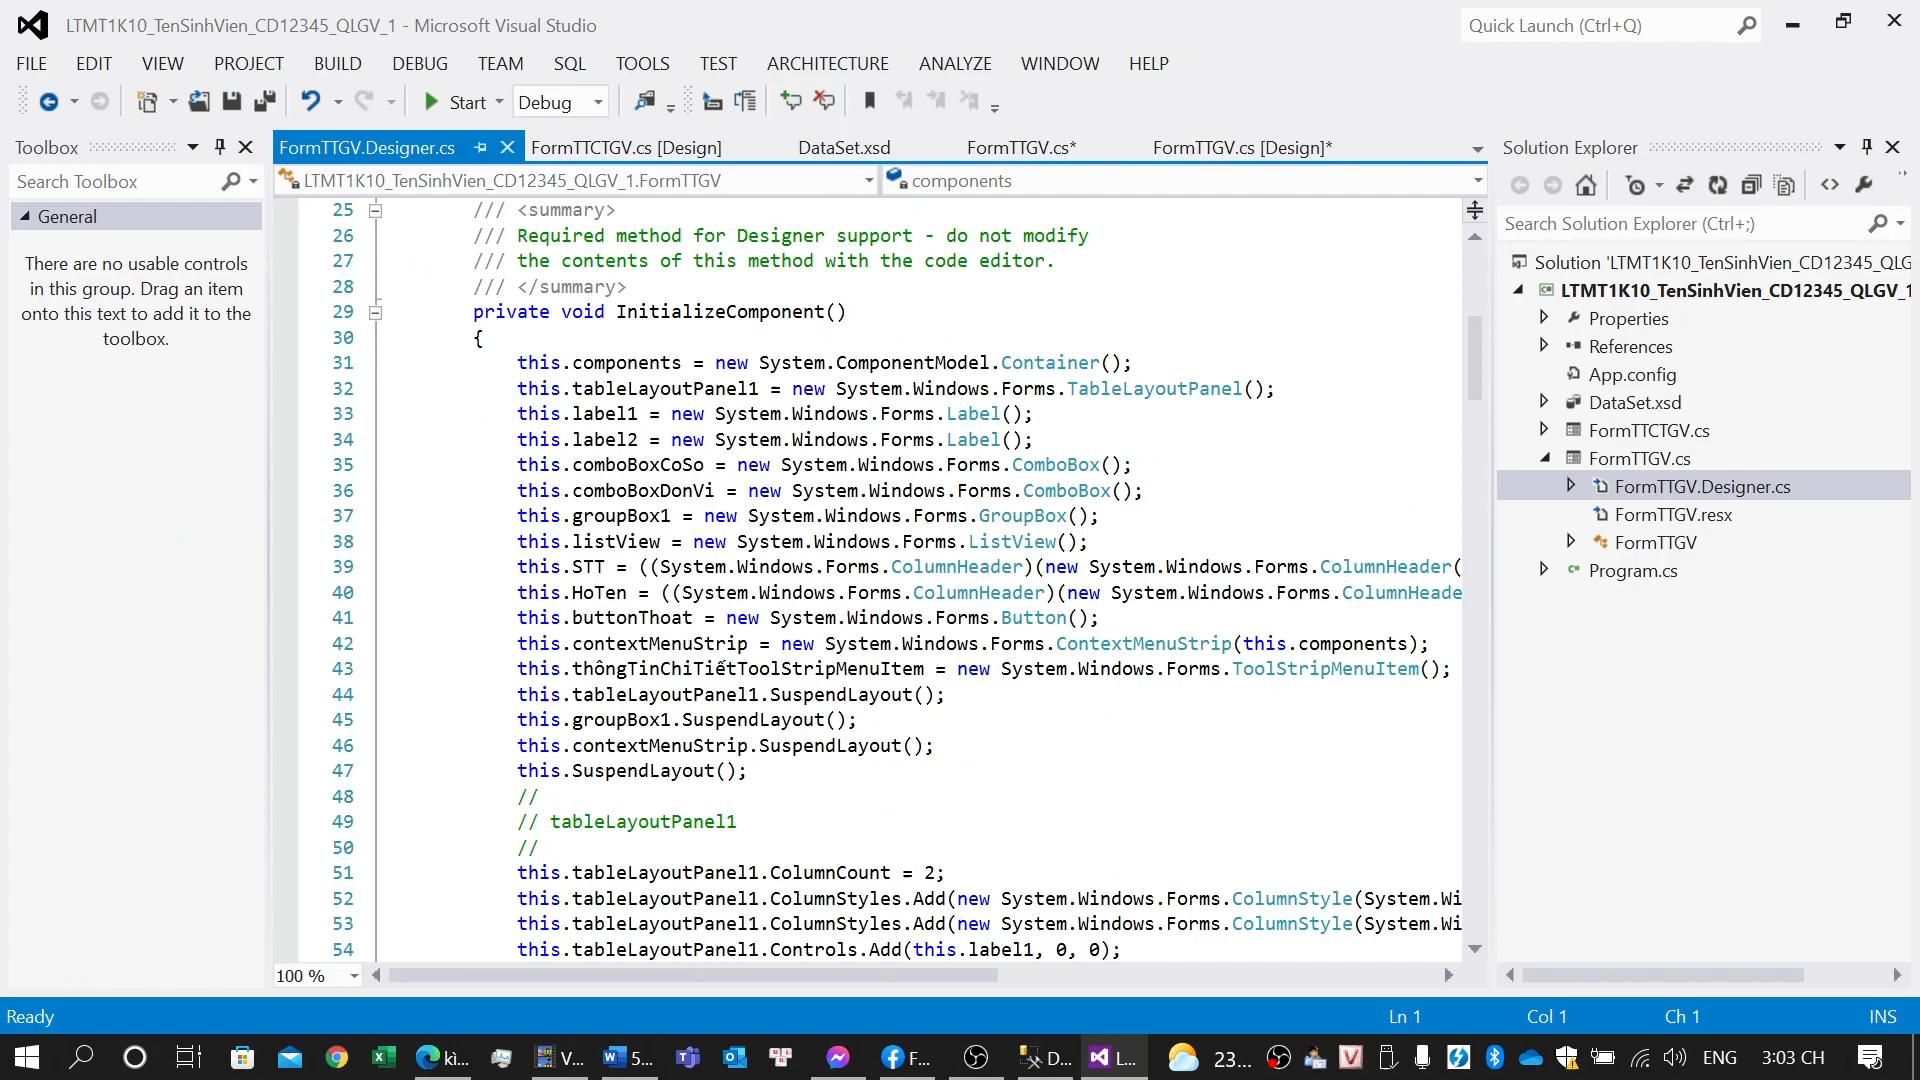 LTMT1K10_TenSinhVien_CD12345_QLGV_1 - Microsoft Visual Studio
Quick Launch (Ctrl+Q)
FILE EDIT VIEW PROJECT BUILD DEBUG TEAM SQL TOOLS TEST ARCHITECTURE ANALYZE WINDOW HELP
Start Debug
Toolbox
Search Toolbox
General
There are no usable controls
in this group. Drag an item
onto this text to add it to the
toolbox.
FormTTGV.Designer.cs FormTTCTGV.cs [Design] DataSet.xsd FormTTGV.cs* FormTTGV.cs [Design]*
LTMT1K10_TenSinhVien_CD12345_QLGV_1.FormTTGV components
25 /// <summary>
26 /// Required method for Designer support - do not modify
27 /// the contents of this method with the code editor.
28 /// </summary>
29 private void InitializeComponent()
30 {
31 this.components = new System.ComponentModel.Container();
32 this.tableLayoutPanel1 = new System.Windows.Forms.TableLayoutPanel();
33 this.label1 = new System.Windows.Forms.Label();
34 this.label2 = new System.Windows.Forms.Label();
35 this.comboBoxCoSo = new System.Windows.Forms.ComboBox();
36 this.comboBoxDonVi = new System.Windows.Forms.ComboBox();
37 this.groupBox1 = new System.Windows.Forms.GroupBox();
38 this.listView = new System.Windows.Forms.ListView();
39 this.STT = ((System.Windows.Forms.ColumnHeader)(new System.Windows.Forms.ColumnHeader(
40 this.HoTen = ((System.Windows.Forms.ColumnHeader)(new System.Windows.Forms.ColumnHeade
41 this.buttonThoat = new System.Windows.Forms.Button();
42 this.contextMenuStrip = new System.Windows.Forms.ContextMenuStrip(this.components);
43 this.thôngTinChiTiếtToolStripMenuItem = new System.Windows.Forms.ToolStripMenuItem();
44 this.tableLayoutPanel1.SuspendLayout();
45 this.groupBox1.SuspendLayout();
46 this.contextMenuStrip.SuspendLayout();
47 this.SuspendLayout();
48 //
49 // tableLayoutPanel1
50 //
51 this.tableLayoutPanel1.ColumnCount = 2;
52 this.tableLayoutPanel1.ColumnStyles.Add(new System.Windows.Forms.ColumnStyle(System.Wi
53 this.tableLayoutPanel1.ColumnStyles.Add(new System.Windows.Forms.ColumnStyle(System.Wi
54 this.tableLayoutPanel1.Controls.Add(this.label1, 0, 0);
100 %
Solution Explorer
Search Solution Explorer (Ctrl+;)
Solution 'LTMT1K10_TenSinhVien_CD12345_QLG
LTMT1K10_TenSinhVien_CD12345_QLGV_1
Properties
References
App.config
DataSet.xsd
FormTTCTGV.cs
FormTTGV.cs
FormTTGV.Designer.cs
FormTTGV.resx
FormTTGV
Program.cs
Ready Ln 1 Col 1 Ch 1 INS
kì... V... 5... F... D... L... 23... ENG 3:03 CH